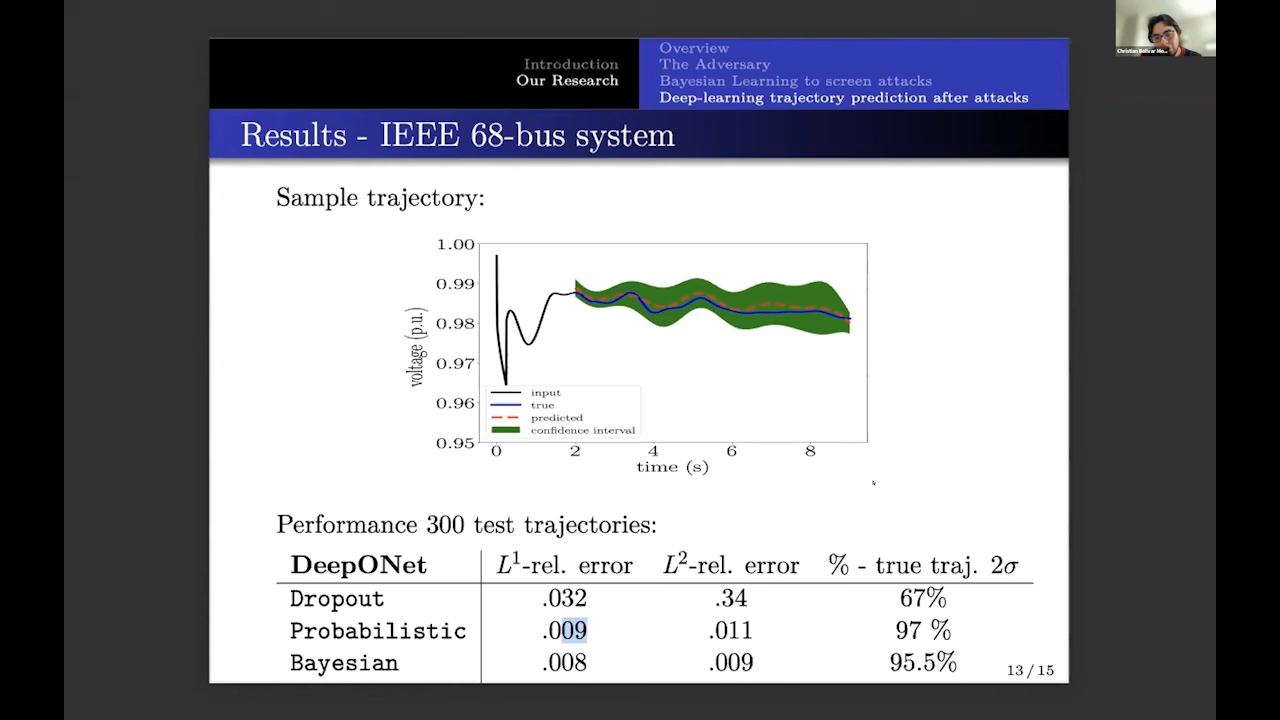 Christian Bolivar Mo...
Introduction
Our Research
Overview
The Adversary
Bayesian Learning to screen attacks
Deep-learning trajectory prediction after attacks
Results - IEEE 68-bus system
Sample trajectory:
1.00
0.99
0.98
0.97
0.96
0.95
voltage (p.u.)
input
true
predicted
confidence interval
0 2 4 6 8
time (s)
Performance 300 test trajectories:
DeepONet L¹-rel. error L²-rel. error % - true traj. 2σ
Dropout .032 .34 67%
Probabilistic .009 .011 97 %
Bayesian .008 .009 95.5%
13 / 15